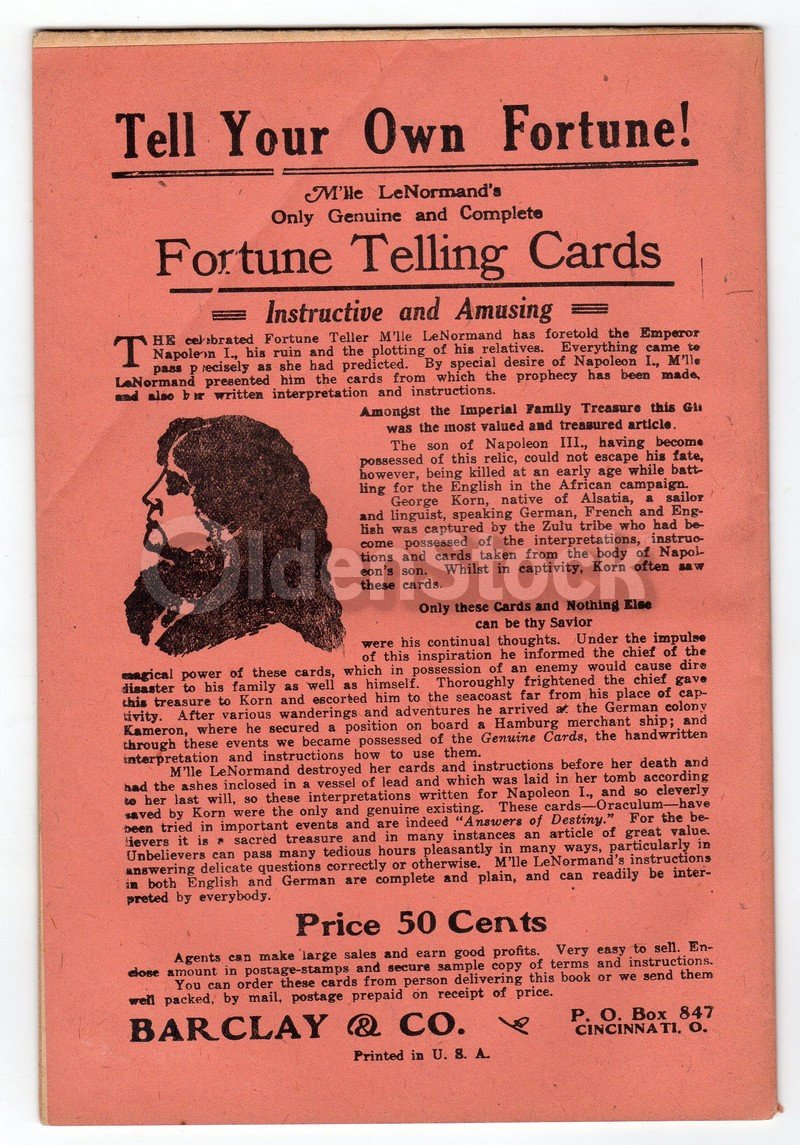 Tell Your Own Fortune!
M'lle LeNormand's
Only Genuine and Complete
Fortune Telling Cards
Instructive and Amusing
THE celebrated Fortune Teller M'lle LeNormand has foretold the Emperor
Napoleon I., his ruin and the plotting of his relatives. Everything came to
pass precisely as she had predicted. By special desire of Napoleon I., M'lle
LeNormand presented him the cards from which the prophecy has been made,
and also her written interpretation and instructions.
Amongst the Imperial Family Treasure this Gift
was the most valued and treasured article.
The son of Napoleon III., having become
possessed of this relic, could not escape his fate,
however, being killed at an early age while batt-
ling for the English in the African campaign.
George Korn, native of Alsatia, a sailor
and linguist, speaking German, French and Eng-
lish was captured by the Zulu tribe who had be-
come possessed of the interpretations, instruc-
tions and cards taken from the body of Napol-
eon's son. Whilst in captivity, Korn often saw
these cards.
OldenStock
Only these Cards and Nothing Else
can be thy Savior
were his continual thoughts. Under the impulse
of this inspiration he informed the chief of the
magical power of these cards, which in possession of an enemy would cause dire
disaster to his family as well as himself. Thoroughly frightened the chief gave
this treasure to Korn and escorted him to the seacoast far from his place of cap-
tivity. After various wanderings and adventures he arrived at the German colony
Kameron, where he secured a position on board a Hamburg merchant ship; and
through these events we became possessed of the Genuine Cards, the handwritten
interpretation and instructions how to use them.
M'lle LeNormand destroyed her cards and instructions before her death and
had the ashes inclosed in a vessel of lead and which was laid in her tomb according
to her last will, so these interpretations written for Napoleon I., and so cleverly
saved by Korn were the only and genuine existing. These cards—Oraculum—have
been tried in important events and are indeed "Answers of Destiny." For the be-
lievers it is a sacred treasure and in many instances an article of great value.
Unbelievers can pass many tedious hours pleasantly in many ways, particularly in
answering delicate questions correctly or otherwise. M'lle LeNormand's instructions
in both English and German are complete and plain, and can readily be inter-
preted by everybody.
Price 50 Cents
Agents can make large sales and earn good profits. Very easy to sell. En-
close amount in postage-stamps and secure sample copy of terms and instructions.
You can order these cards from person delivering this book or we send them
well packed, by mail, postage prepaid on receipt of price.
BARCLAY & CO.
P. O. Box 847
CINCINNATI, O.
Printed in U. S. A.